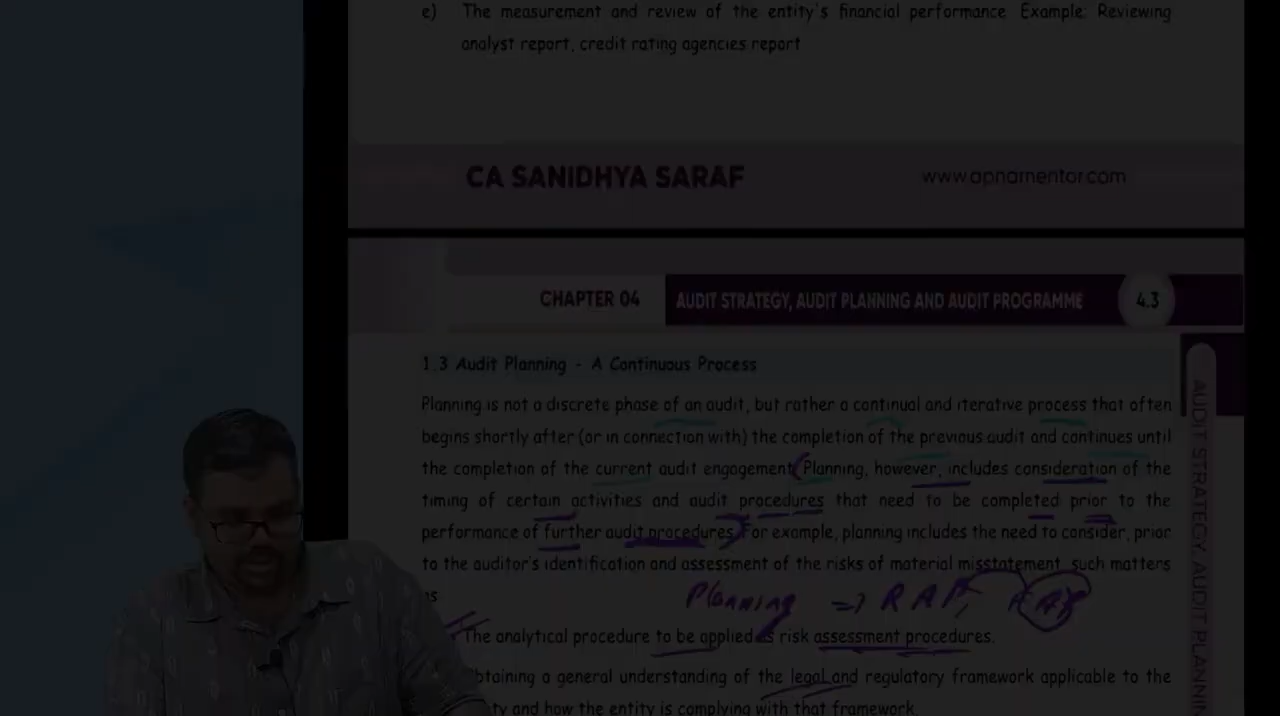 e) The measurement and review of the entity's financial performance. Example: Reviewing
analyst report, credit rating agencies report
CA SANIDHYA SARAF
www.apnamentor.com
CHAPTER 04
AUDIT STRATEGY, AUDIT PLANNING AND AUDIT PROGRAMME
4.3
1.3 Audit Planning - A Continuous Process
Planning is not a discrete phase of an audit, but rather a continual and iterative process that often
begins shortly after (or in connection with) the completion of the previous audit and continues until
the completion of the current audit engagement. Planning, however, includes consideration of the
timing of certain activities and audit procedures that need to be completed prior to the
performance of further audit procedures. For example, planning includes the need to consider, prior
to the auditor's identification and assessment of the risks of material misstatement, such matters
as
Planning => RAP,
The analytical procedure to be applied as risk assessment procedures.
btaining a general understanding of the legal and regulatory framework applicable to the
ty and how the entity is complying with that framework.
AUDIT STRATEGY, AUDIT PLANN